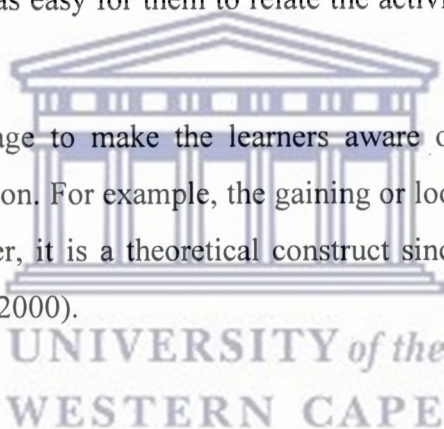 as easy for them to relate the activi
age to make the learners aware o
on. For example, the gaining or loo
er, it is a theoretical construct sinc
2000).
UNIVERSITY of the
WESTERN CAPE